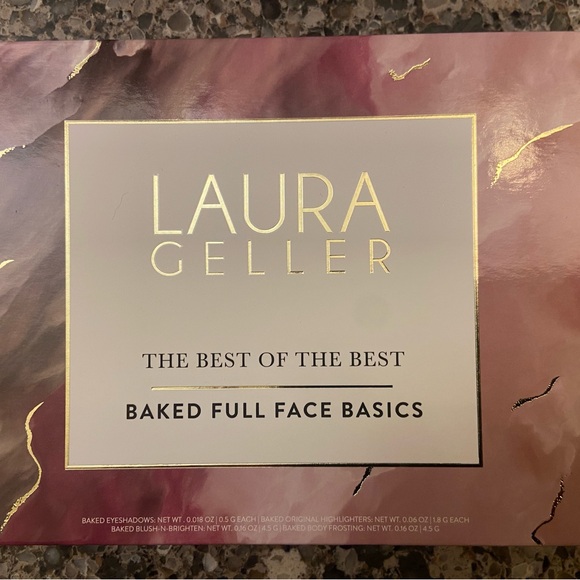 LAURA
GELLER
THE BEST OF THE BEST
BAKED FULL FACE BASICS
BAKED EYESHADOWS: NET WT. 0.018 OZ | 0.5 G EACH | BAKED ORIGINAL HIGHLIGHTERS: NET WT. 0.06 OZ | 1.8 G EACH
BAKED BLUSH-N-BRIGHTEN: NET WT. 0.16 OZ | 4.5 G | BAKED BODY FROSTING: NET WT. 0.16 OZ | 4.5 G